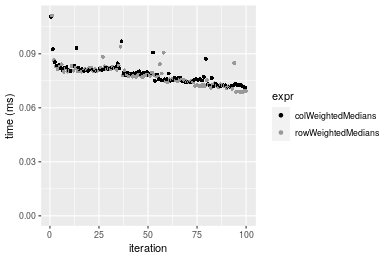 0.09
0.06
0.03
0.00
time (ms)
0 25 50 75 100
iteration
expr
colWeightedMedians
rowWeightedMedians